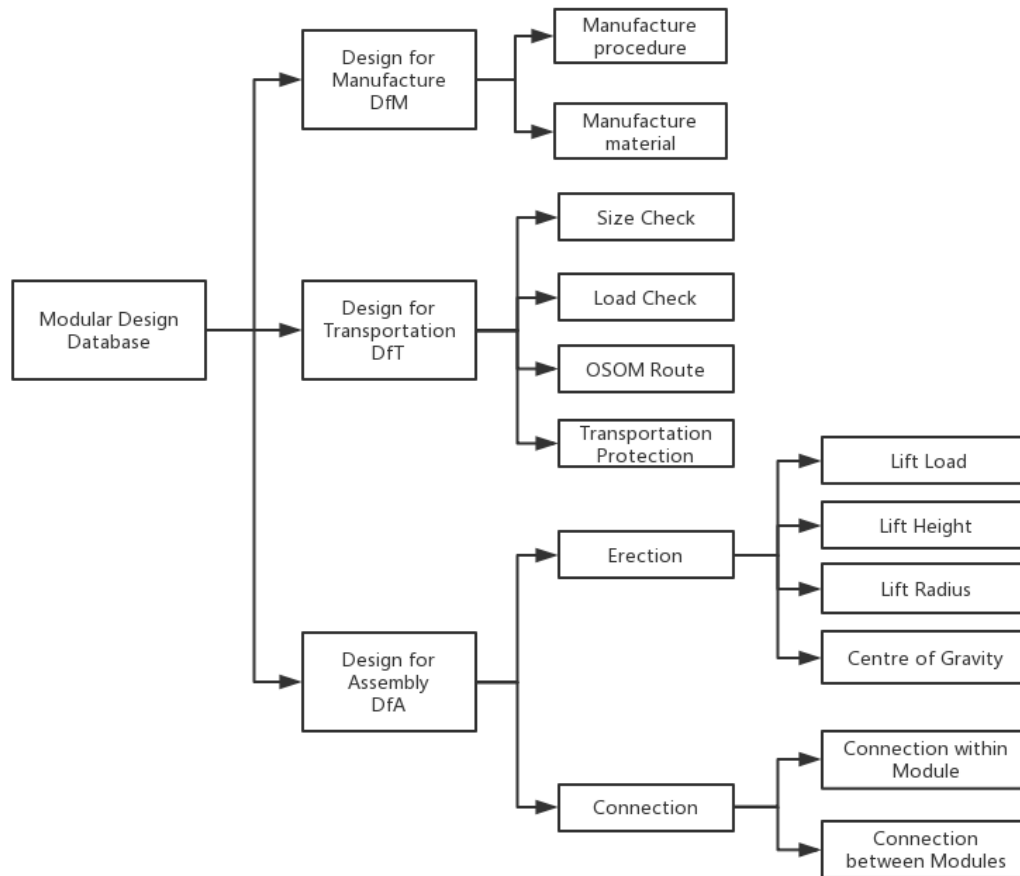 Modular Design
Database
Design for
Manufacture
DfM
Manufacture
procedure
Manufacture
material
Design for
Transportation
DfT
Size Check
Load Check
OSOM Route
Transportation
Protection
Design for
Assembly
DfA
Erection
Lift Load
Lift Height
Lift Radius
Centre of Gravity
Connection
Connection within
Module
Connection
between Modules